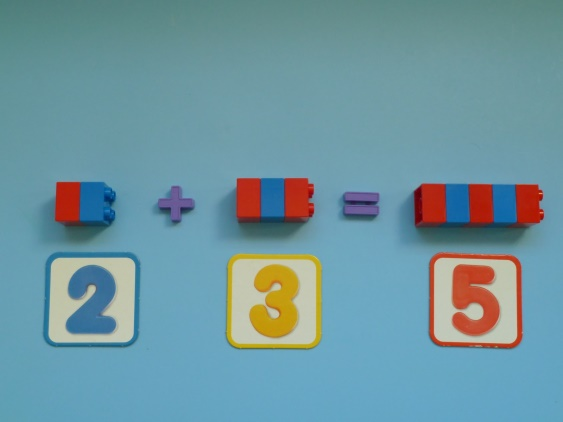 + =
2 3 5